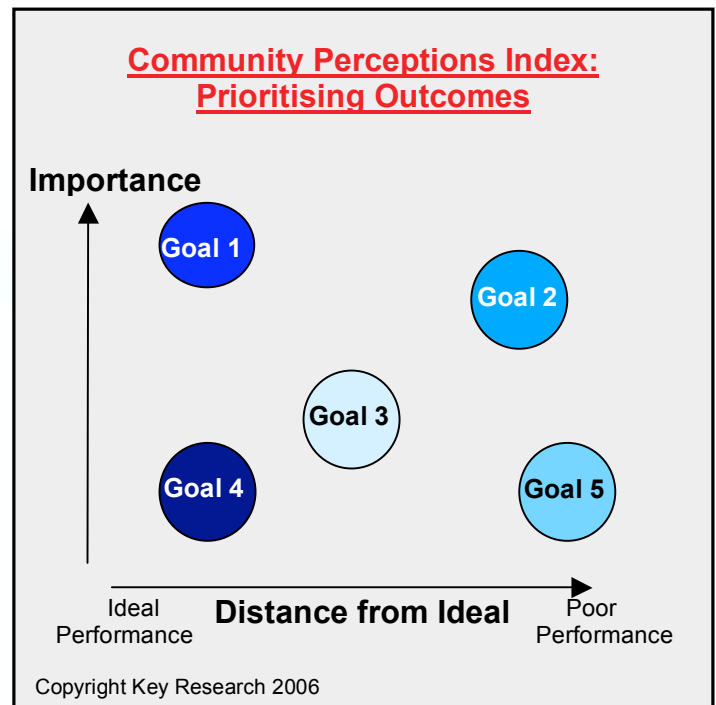 Community Perceptions Index:
Prioritising Outcomes
Importance
Goal 1
Goal 2
Goal 3
Goal 4
Goal 5
Ideal
Performance
Distance from Ideal
Poor
Performance
Copyright Key Research 2006